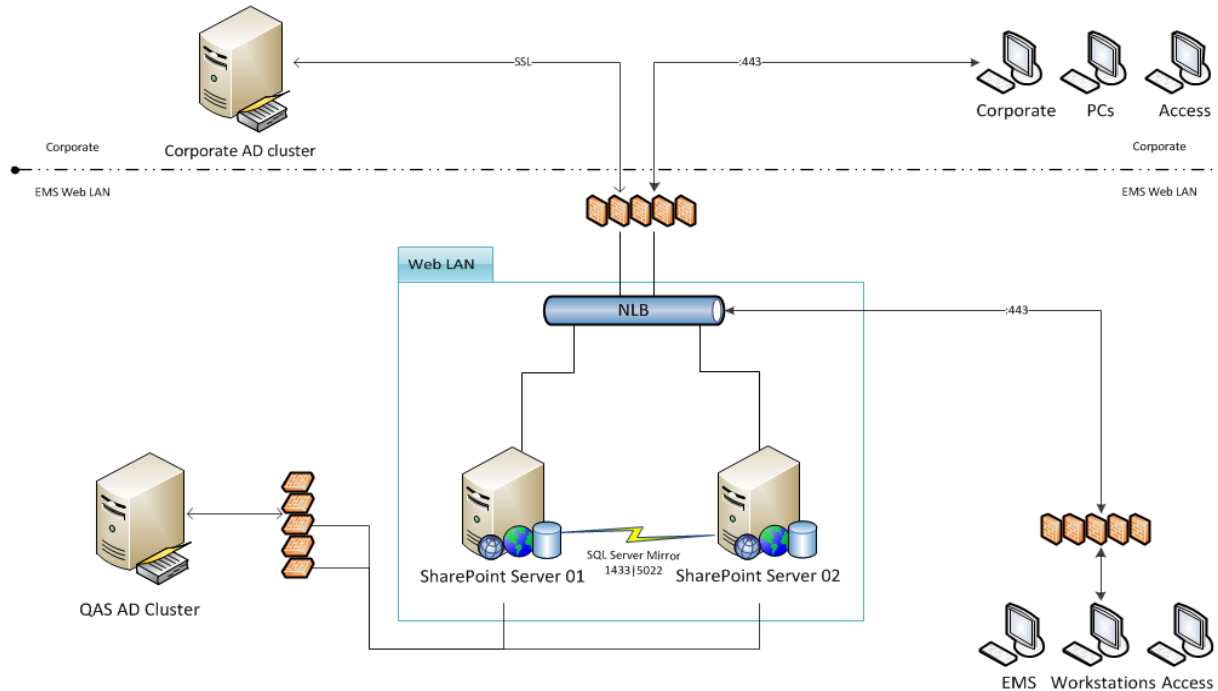 SSL
:443
Corporate PCs Access
Corporate AD cluster
Corporate
Corporate
EMS Web LAN
EMS Web LAN
Web LAN
NLB
:443
SQL Server Mirror
1433|5022
SharePoint Server 01
SharePoint Server 02
QAS AD Cluster
EMS Workstations Access